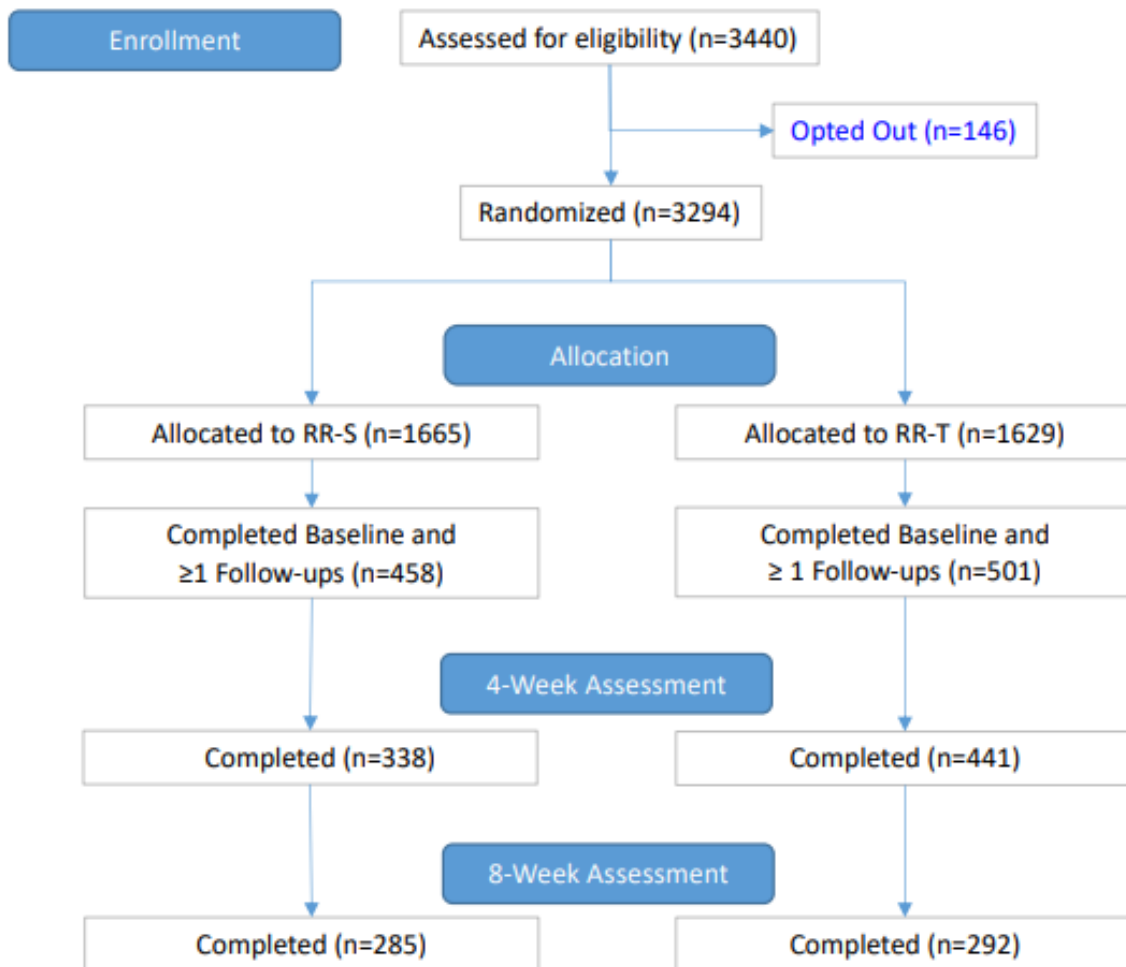 Enrollment
Assessed for eligibility (n=3440)
Opted Out (n=146)
Randomized (n=3294)
Allocation
Allocated to RR-S (n=1665)
Allocated to RR-T (n=1629)
Completed Baseline and
≥1 Follow-ups (n=458)
Completed Baseline and
≥ 1 Follow-ups (n=501)
4-Week Assessment
Completed (n=338)
Completed (n=441)
8-Week Assessment
Completed (n=285)
Completed (n=292)